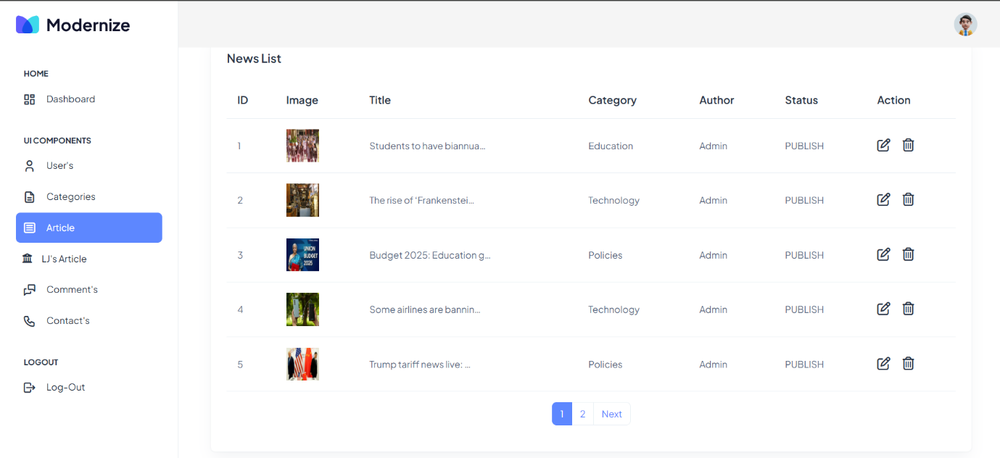 Modernize
HOME
Dashboard
UI COMPONENTS
User's
Categories
Article
LJ's Article
Comment's
Contact's
LOGOUT
Log-Out
News List
ID Image Title Category Author Status Action
1 Students to have biannua... Education Admin PUBLISH
2 The rise of 'Frankenstei... Technology Admin PUBLISH
3 UNION BUDGET 2025 Budget 2025: Education g... Policies Admin PUBLISH
4 Some airlines are bannin... Technology Admin PUBLISH
5 Trump tariff news live: ... Policies Admin PUBLISH
1 2 Next